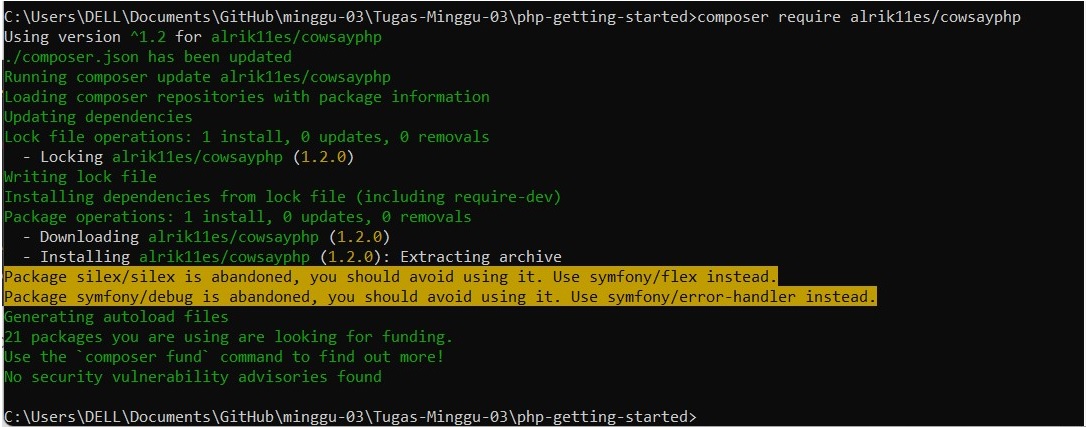 C:\Users\DELL\Documents\GitHub\minggu-03\Tugas-Minggu-03\php-getting-started>composer require alrik11es/cowsayphp
Using version ^1.2 for alrik11es/cowsayphp
./composer.json has been updated
Running composer update alrik11es/cowsayphp
Loading composer repositories with package information
Updating dependencies
Lock file operations: 1 install, 0 updates, 0 removals
  - Locking alrik11es/cowsayphp (1.2.0)
Writing lock file
Installing dependencies from lock file (including require-dev)
Package operations: 1 install, 0 updates, 0 removals
  - Downloading alrik11es/cowsayphp (1.2.0)
  - Installing alrik11es/cowsayphp (1.2.0): Extracting archive
Package silex/silex is abandoned, you should avoid using it. Use symfony/flex instead.
Package symfony/debug is abandoned, you should avoid using it. Use symfony/error-handler instead.
Generating autoload files
21 packages you are using are looking for funding.
Use the `composer fund` command to find out more!
No security vulnerability advisories found
C:\Users\DELL\Documents\GitHub\minggu-03\Tugas-Minggu-03\php-getting-started>